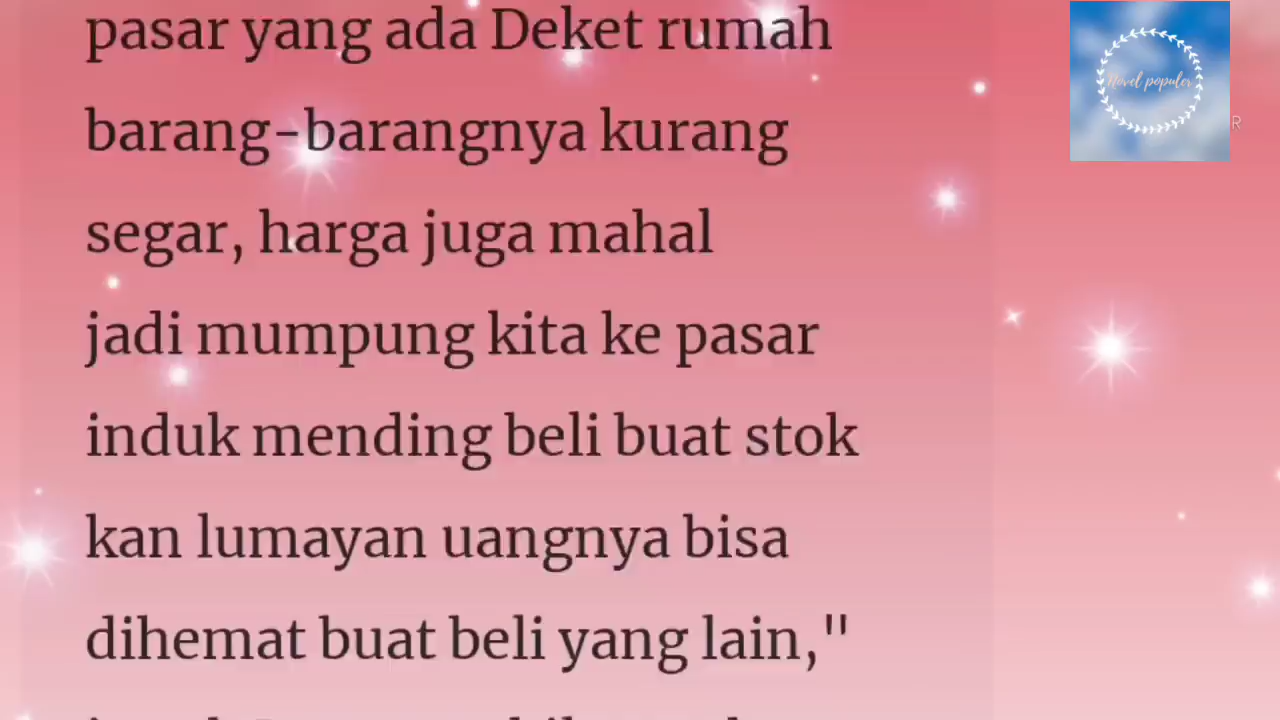 pasar yang ada Deket rumah
barang-barangnya kurang
segar, harga juga mahal
jadi mumpung kita ke pasar
induk mending beli buat stok
kan lumayan uangnya bisa
dihemat buat beli yang lain,"
Novel populer
R